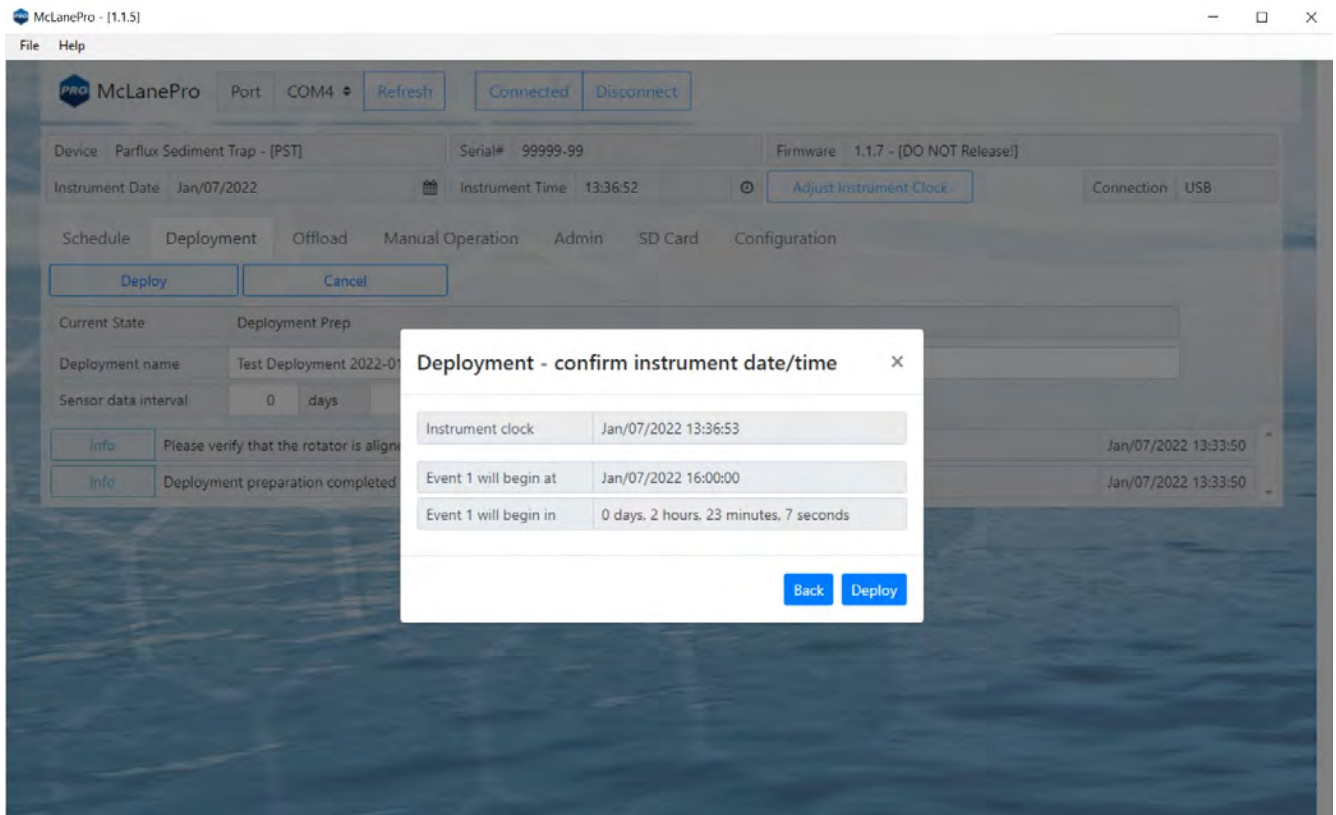 McLanePro - [1.1.5]
File Help
PRO McLanePro Port COM4 Refresh Connected Disconnect
Device Parflux Sediment Trap - [PST] Serial# 99999-99 Firmware 1.1.7 - [DO NOT Release!]
Instrument Date Jan/07/2022 Instrument Time 13:36:52 Adjust Instrument Clock Connection USB
Schedule Deployment Offload Manual Operation Admin SD Card Configuration
Deploy Cancel
Current State Deployment Prep
Deployment name Test Deployment 2022-01
Sensor data interval 0 days
Info Please verify that the rotator is aligne Jan/07/2022 13:33:50
Info Deployment preparation completed Jan/07/2022 13:33:50
Deployment - confirm instrument date/time ×
Instrument clock Jan/07/2022 13:36:53
Event 1 will begin at Jan/07/2022 16:00:00
Event 1 will begin in 0 days, 2 hours, 23 minutes, 7 seconds
Back Deploy